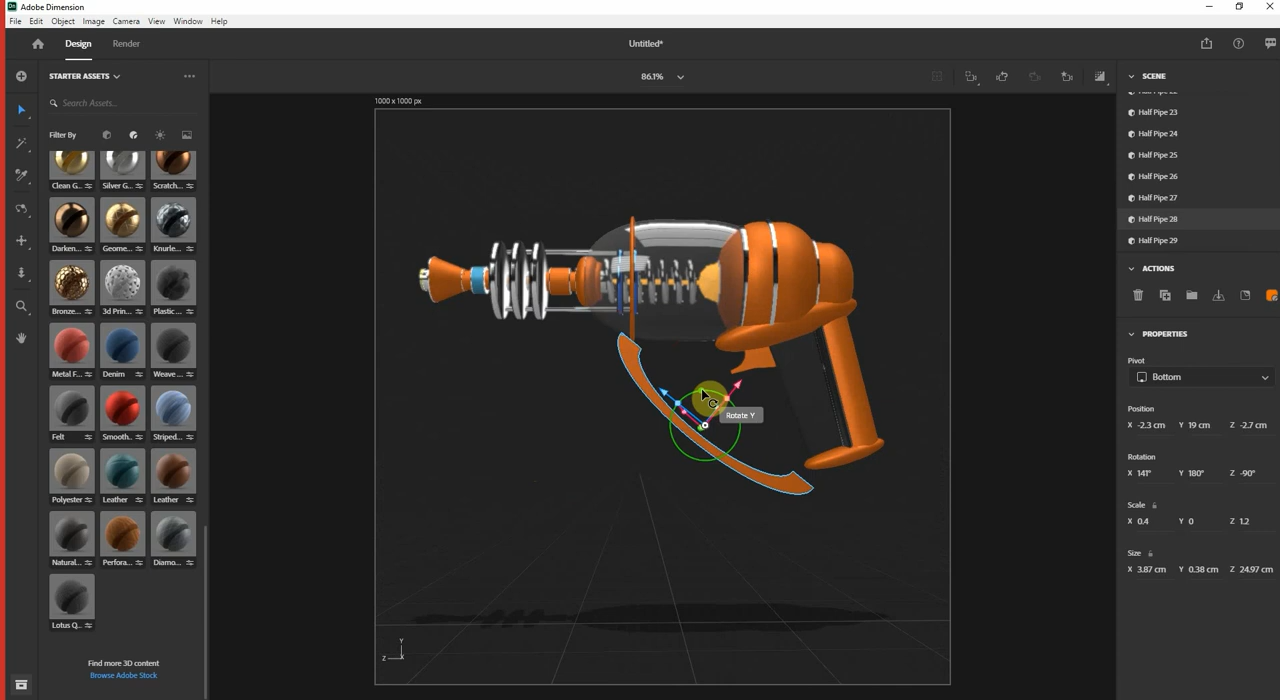 Dn Adobe Dimension
File Edit Object Image Camera View Window Help
Design Render Untitled*
STARTER ASSETS
86.1%
SCENE
Search Assets...
1000 x 1000 px
Half Pipe 23
Filter By
Half Pipe 24
Half Pipe 25
Clean G... Silver G... Scratch...
Half Pipe 26
Half Pipe 27
Half Pipe 28
Darken... Geome... Knurle...
Half Pipe 29
ACTIONS
Bronze... 3d Prin... Plastic ...
PROPERTIES
Pivot
Metal F... Denim Weave ...
Bottom
Position
Rotate Y
X -2.3 cm Y 19 cm Z -2.7 cm
Felt Smooth... Striped...
Rotation
X 141° Y 180° Z -90°
Polyester Leather Leather
Scale
X 0.4 Y 0 Z 1.2
Size
Natural... Perfora... Diamo...
X 3.87 cm Y 0.38 cm Z 24.97 cm
Lotus Q...
Y
Z X
Find more 3D content
Browse Adobe Stock